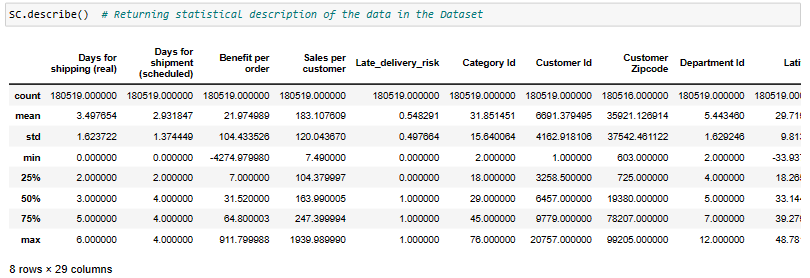 SC.describe()  # Returning statistical description of the data in the Dataset
Days for shipping (real) Days for shipment (scheduled) Benefit per order Sales per customer Late_delivery_risk Category Id Customer Id Customer Zipcode Department Id Lati
count 180519.000000 180519.000000 180519.000000 180519.000000 180519.000000 180519.000000 180519.000000 180516.000000 180519.000000 180519.00
mean 3.497654 2.931847 21.974989 183.107609 0.548291 31.851451 6691.379495 35921.126914 5.443460 29.71
std 1.623722 1.374449 104.433526 120.043670 0.497664 15.640064 4162.918106 37542.461122 1.629246 9.81
min 0.000000 0.000000 -4274.979980 7.490000 0.000000 2.000000 1.000000 603.000000 2.000000 -33.93
25% 2.000000 2.000000 7.000000 104.379997 0.000000 18.000000 3258.500000 725.000000 4.000000 18.26
50% 3.000000 4.000000 31.520000 163.990005 1.000000 29.000000 6457.000000 19380.000000 5.000000 33.14
75% 5.000000 4.000000 64.800003 247.399994 1.000000 45.000000 9779.000000 78207.000000 7.000000 39.27
max 6.000000 4.000000 911.799988 1939.989990 1.000000 76.000000 20757.000000 99205.000000 12.000000 48.78
8 rows × 29 columns